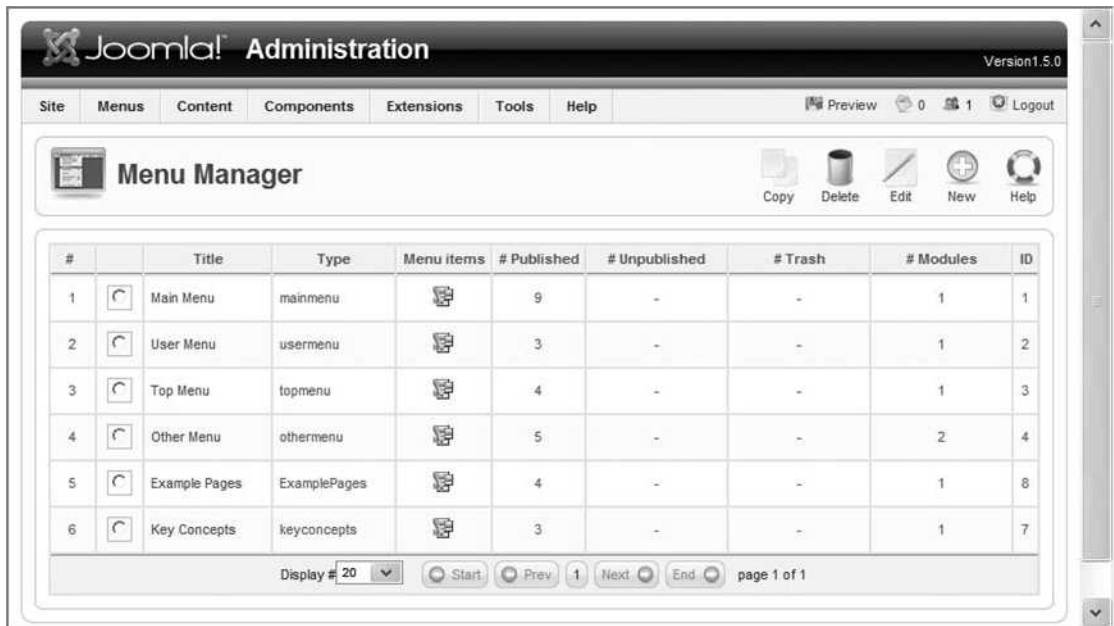 Joomla!™ Administration
Version1.5.0
Site Menus Content Components Extensions Tools Help Preview 0 1 Logout
Menu Manager
Copy Delete Edit New Help
# Title Type Menu items # Published # Unpublished # Trash # Modules ID
1 Main Menu mainmenu 9 - - 1 1
2 User Menu usermenu 3 - - 1 2
3 Top Menu topmenu 4 - - 1 3
4 Other Menu othermenu 5 - - 2 4
5 Example Pages ExamplePages 4 - - 1 8
6 Key Concepts keyconcepts 3 - - 1 7
Display # 20 Start Prev 1 Next End page 1 of 1